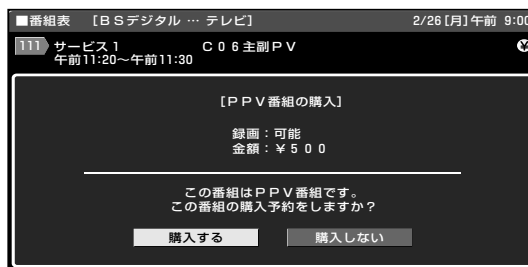 ■番組表 [ＢＳデジタル … テレビ] 2/26[月]午前 9:00
111 サービス１ Ｃ０６主副ＰＶ ¥
午前11:20〜午前11:30
[ＰＰＶ番組の購入]
録画：可能
金額：￥５００
この番組はＰＰＶ番組です。
この番組の購入予約をしますか？
購入する 購入しない